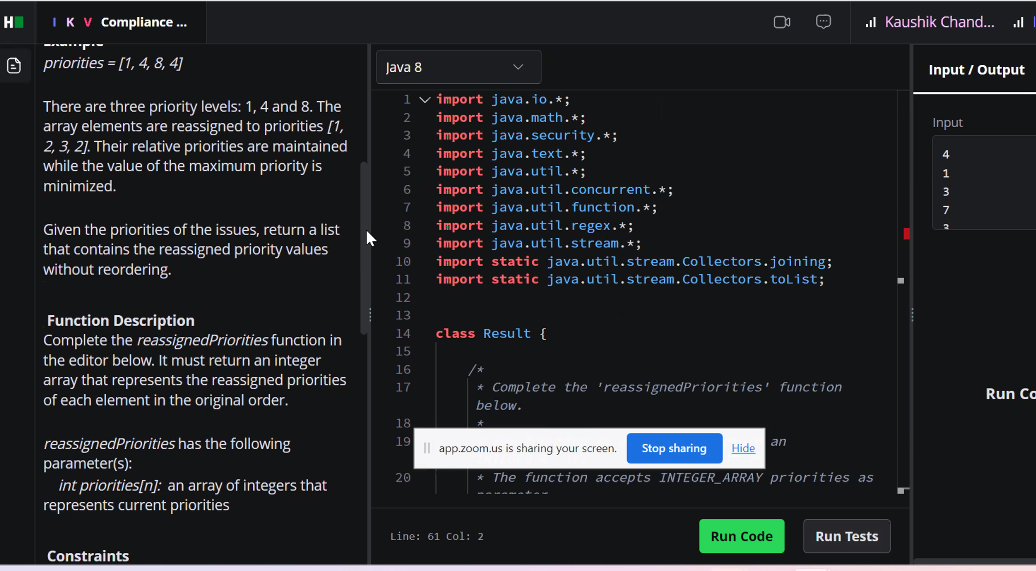 H
I K V Compliance ...
Kaushik Chand...
Example
priorities = [1, 4, 8, 4]
There are three priority levels: 1, 4 and 8. The
array elements are reassigned to priorities [1,
2, 3, 2]. Their relative priorities are maintained
while the value of the maximum priority is
minimized.
Given the priorities of the issues, return a list
that contains the reassigned priority values
without reordering.
Function Description
Complete the reassignedPriorities function in
the editor below. It must return an integer
array that represents the reassigned priorities
of each element in the original order.
reassignedPriorities has the following
parameter(s):
int priorities[n]: an array of integers that
represents current priorities
Constraints
Java 8
1 import java.io.*;
2 import java.math.*;
3 import java.security.*;
4 import java.text.*;
5 import java.util.*;
6 import java.util.concurrent.*;
7 import java.util.function.*;
8 import java.util.regex.*;
9 import java.util.stream.*;
10 import static java.util.stream.Collectors.joining;
11 import static java.util.stream.Collectors.toList;
12
13
14 class Result {
15
16 /*
17 * Complete the 'reassignedPriorities' function
below.
18 *
19 an
app.zoom.us is sharing your screen. Stop sharing Hide
20 * The function accepts INTEGER_ARRAY priorities as
Line: 61 Col: 2
Run Code
Run Tests
Input / Output
Input
4
1
3
7
3
Run Co